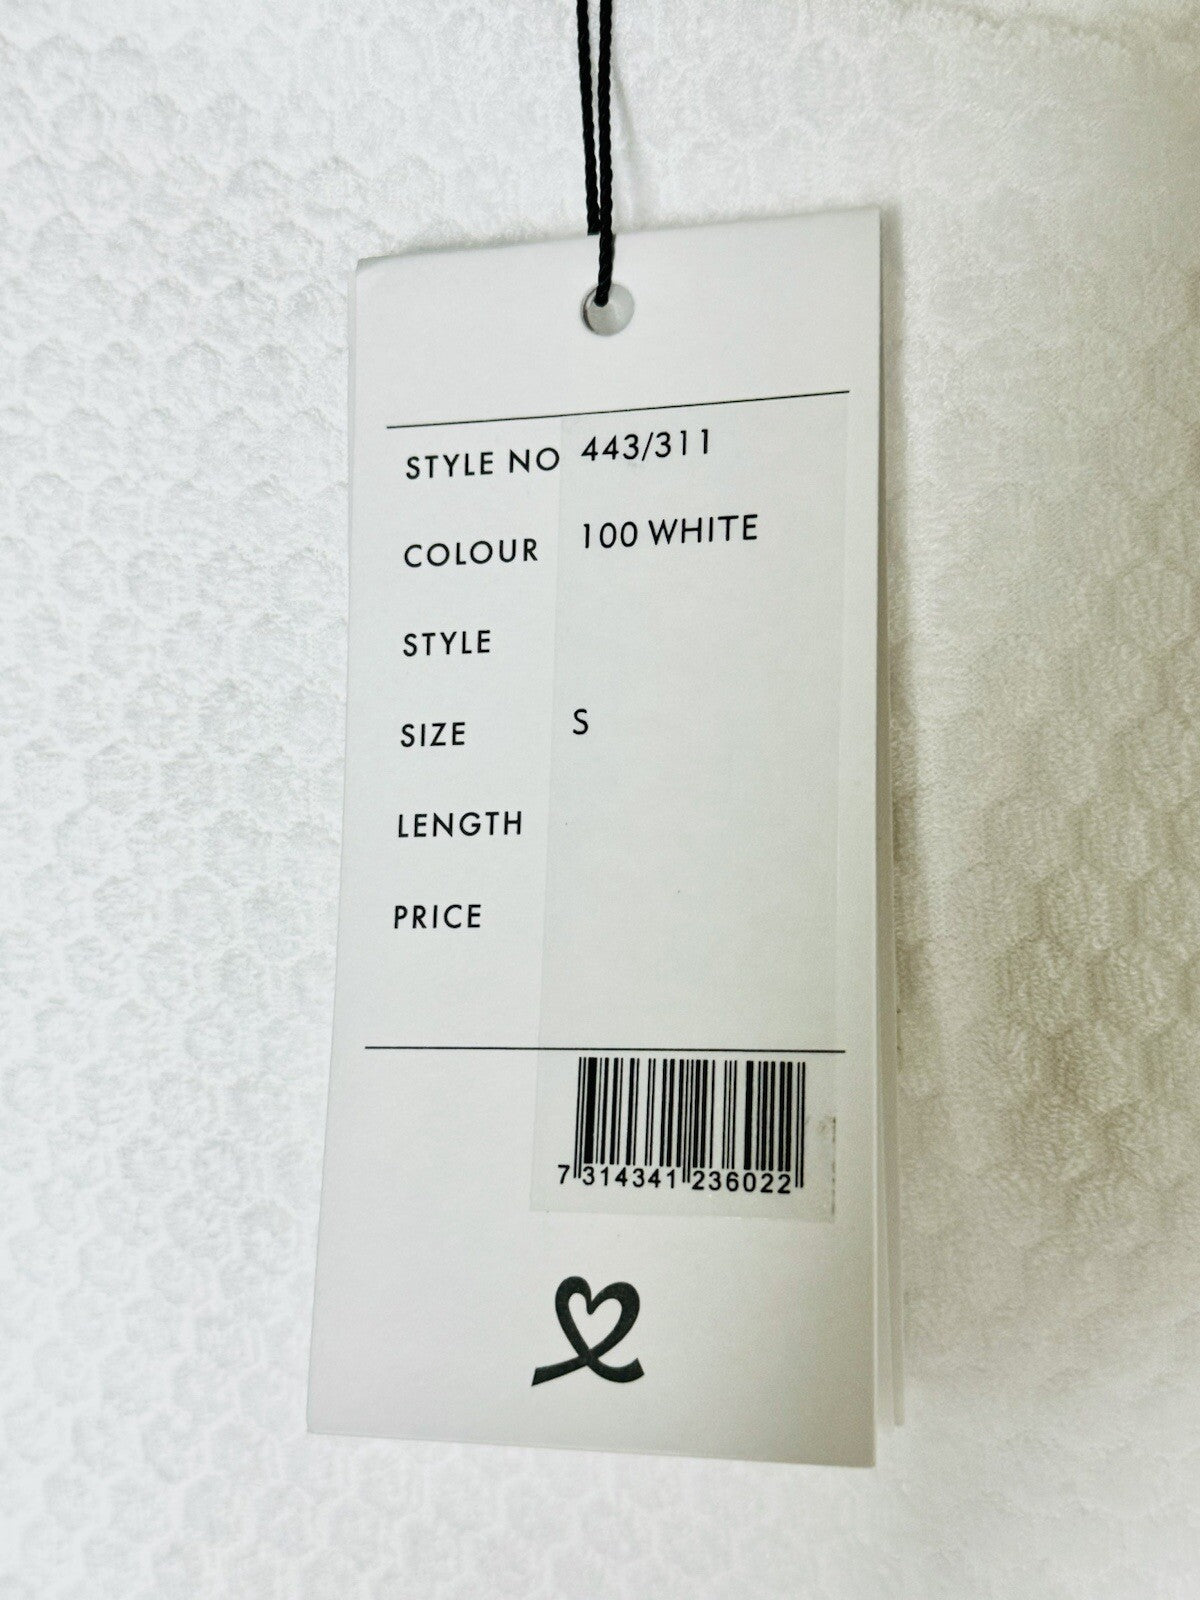 STYLE NO 443/311
COLOUR 100 WHITE
STYLE
SIZE S
LENGTH
PRICE
7 314341 236022